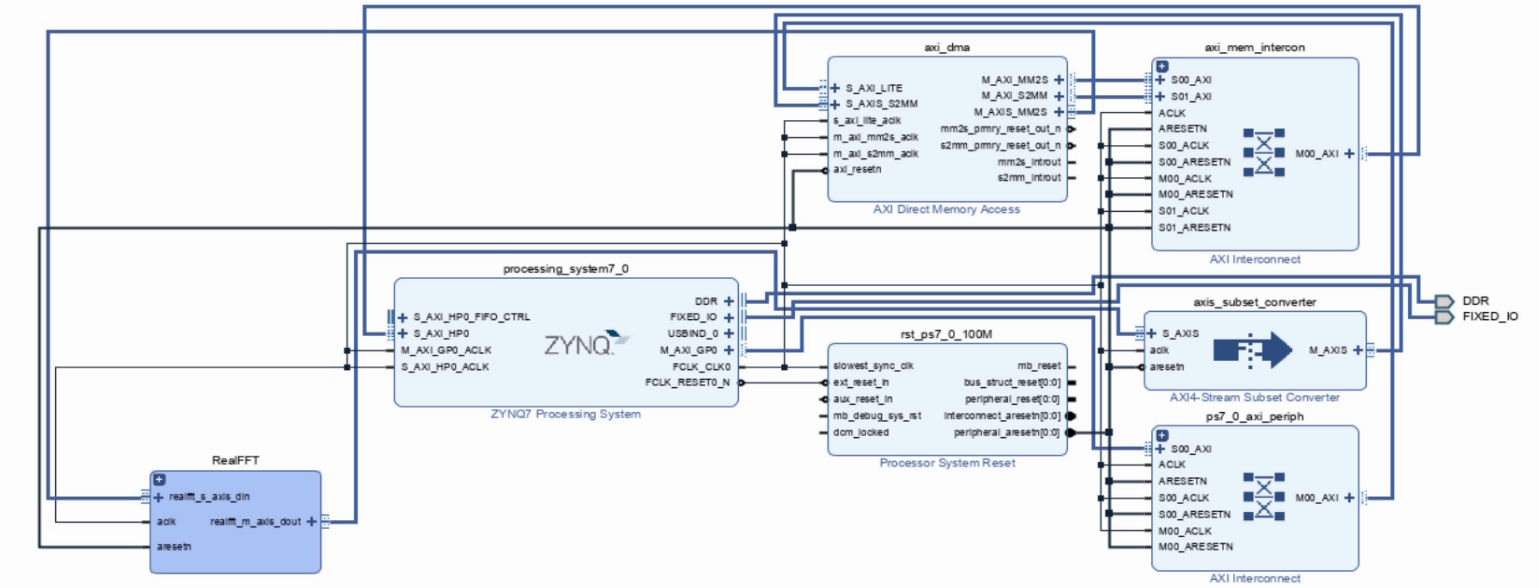 axi_dma
S_AXI_LITE
S_AXIS_S2MM
s_axi_lite_aclk
m_axi_mm2s_aclk
m_axi_s2mm_aclk
axi_resetn
M_AXI_MM2S
M_AXI_S2MM
M_AXIS_MM2S
mm2s_prmry_reset_out_n
s2mm_prmry_reset_out_n
mm2s_introut
s2mm_introut
AXI Direct Memory Access
axi_mem_intercon
S00_AXI
S01_AXI
ACLK
ARESETN
S00_ACLK
S00_ARESETN
M00_ACLK
M00_ARESETN
S01_ACLK
S01_ARESETN
M00_AXI
AXI Interconnect
processing_system7_0
S_AXI_HP0_FIFO_CTRL
S_AXI_HP0
M_AXI_GP0_ACLK
S_AXI_HP0_ACLK
ZYNQ
DDR
FIXED_IO
USBIND_0
M_AXI_GP0
FCLK_CLK0
FCLK_RESET0_N
ZYNQ7 Processing System
rst_ps7_0_100M
slowest_sync_clk
ext_reset_in
aux_reset_in
mb_debug_sys_rst
dcm_locked
mb_reset
bus_struct_reset[0:0]
peripheral_reset[0:0]
interconnect_aresetn[0:0]
peripheral_aresetn[0:0]
Processor System Reset
axis_subset_converter
S_AXIS
aclk
aresetn
M_AXIS
AXI4-Stream Subset Converter
DDR
FIXED_IO
ps7_0_axi_periph
S00_AXI
ACLK
ARESETN
S00_ACLK
S00_ARESETN
M00_ACLK
M00_ARESETN
M00_AXI
AXI Interconnect
RealFFT
realfft_s_axis_din
aclk
aresetn
realfft_m_axis_dout